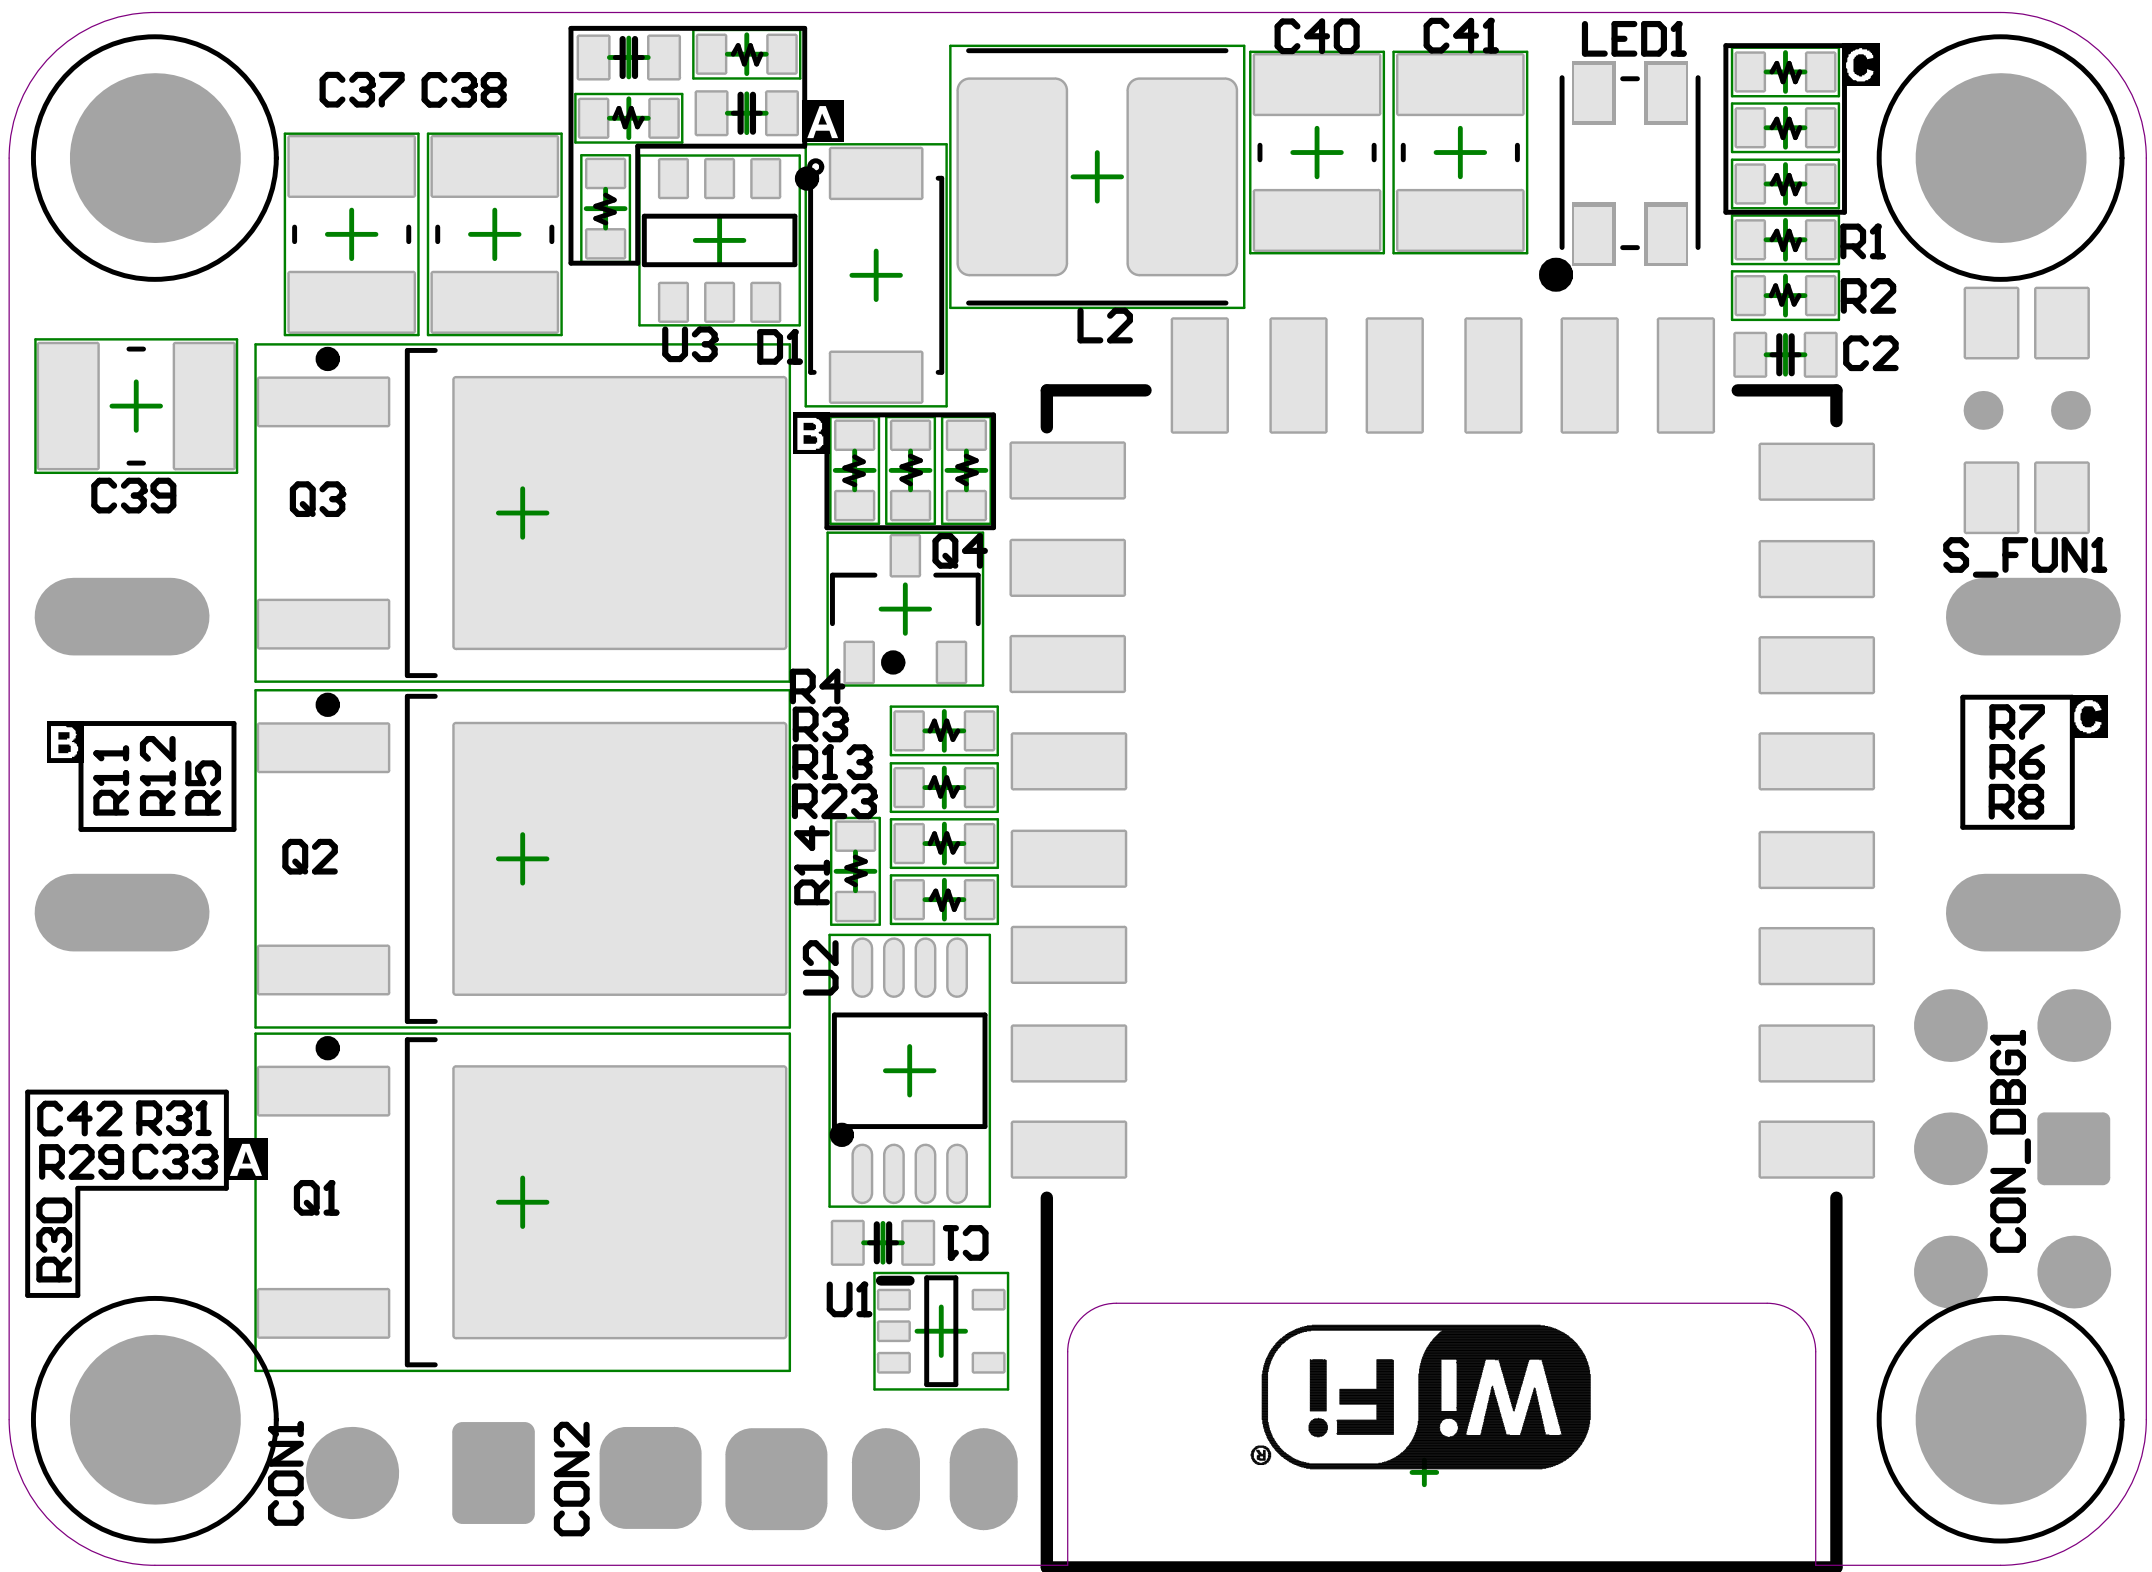 C40
C41
LED1
C
C37
C38
A
R1
R2
U3
D1
L2
C2
B
C39
Q3
Q4
S_FUN1
R4
R3
R13
R23
R14
B
R11
R12
R5
C
R7
R6
R8
Q2
U2
CON_DBG1
C42 R31
R29 C33
R30
A
Q1
C1
U1
WiFi
®
CON1
CON2